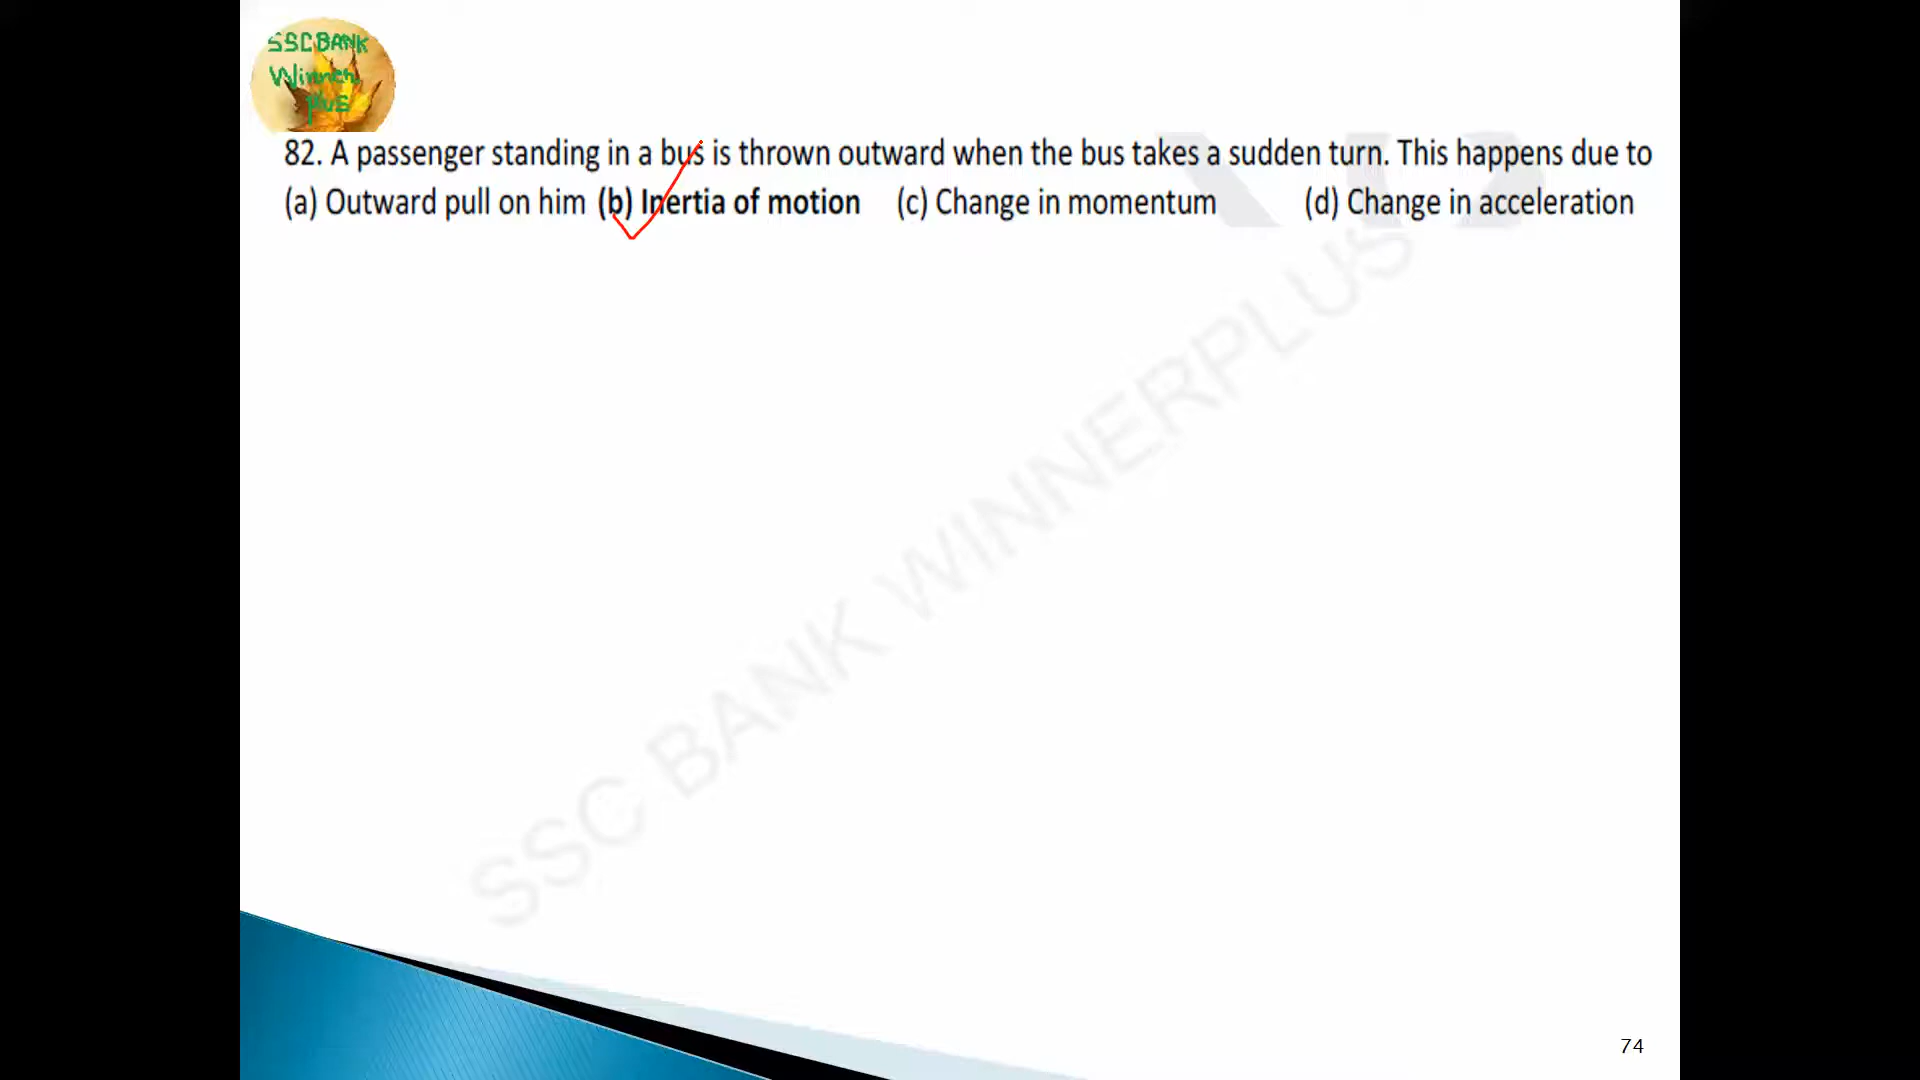 SSC BANK
Winner
Plus
82. A passenger standing in a bus is thrown outward when the bus takes a sudden turn. This happens due to
(a) Outward pull on him (b) Inertia of motion (c) Change in momentum (d) Change in acceleration
SSC BANK WINNERPLUS
74